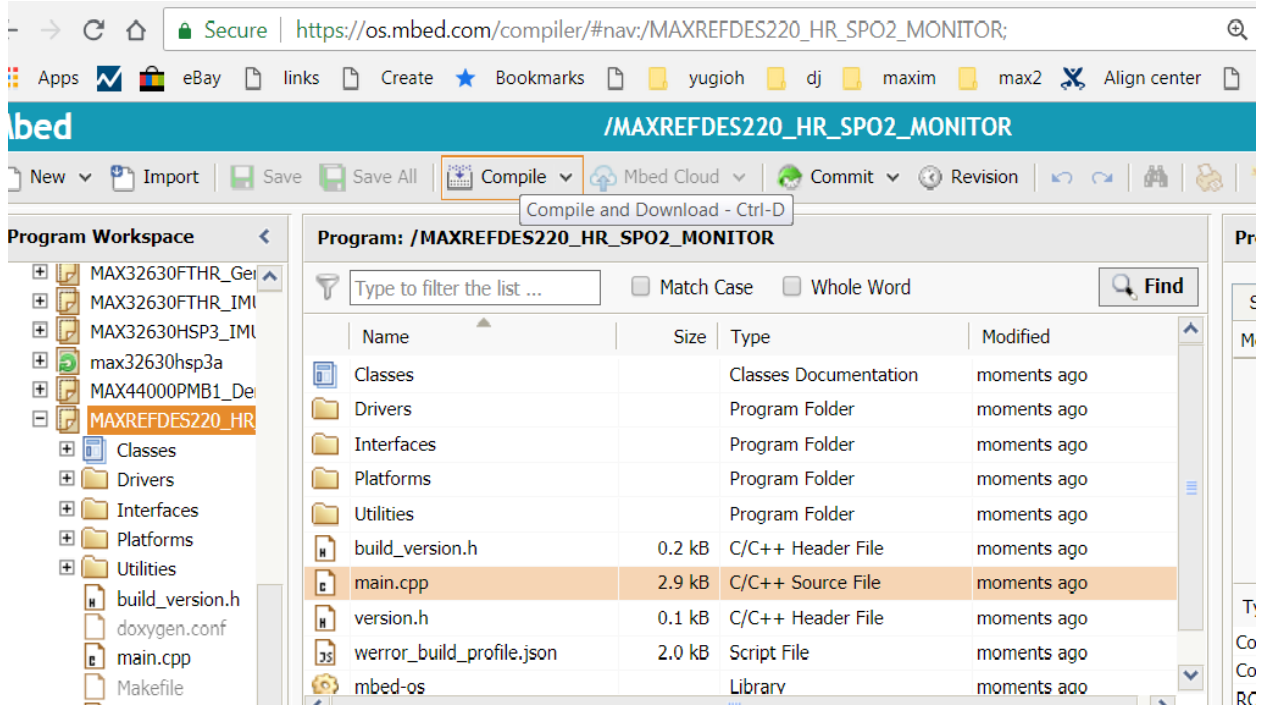 Secure https://os.mbed.com/compiler/#nav:/MAXREFDES220_HR_SPO2_MONITOR;
Apps eBay links Create Bookmarks yugioh dj maxim max2 Align center
Mbed /MAXREFDES220_HR_SPO2_MONITOR
New Import Save Save All Compile Mbed Cloud Commit Revision
Compile and Download - Ctrl-D
Program Workspace
MAX32630FTHR_Ger
MAX32630FTHR_IMU
MAX32630HSP3_IMU
max32630hsp3a
MAX44000PMB1_De
MAXREFDES220_HR
Classes
Drivers
Interfaces
Platforms
Utilities
build_version.h
doxygen.conf
main.cpp
Makefile
Program: /MAXREFDES220_HR_SPO2_MONITOR
Type to filter the list ... Match Case Whole Word Find
Name Size Type Modified
Classes Classes Documentation moments ago
Drivers Program Folder moments ago
Interfaces Program Folder moments ago
Platforms Program Folder moments ago
Utilities Program Folder moments ago
build_version.h 0.2 kB C/C++ Header File moments ago
main.cpp 2.9 kB C/C++ Source File moments ago
version.h 0.1 kB C/C++ Header File moments ago
werror_build_profile.json 2.0 kB Script File moments ago
mbed-os Library moments ago
Pr